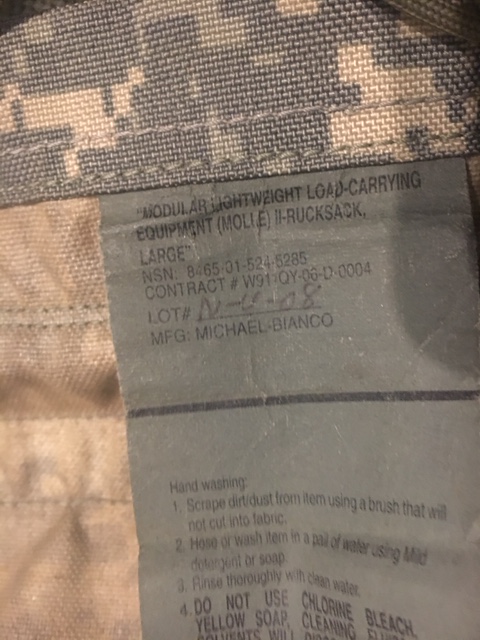 "MODULAR LIGHTWEIGHT LOAD-CARRYING
EQUIPMENT (MOLLE) II-RUCKSACK,
LARGE"
NSN: 8465-01-524-5285
CONTRACT # W91-QY-06-D-0004
LOT#
MFG: MICHAEL-BIANCO
Hand washing:
1. Scrape dirt/dust from item using a brush that will
not cut into fabric.
2. Hose or wash item in a pail of water using Mild
detergent or soap.
3. Rinse thoroughly with clean water.
4. DO NOT USE CHLORINE BLEACH,
YELLOW SOAP, CLEANING
SOLVENTS WILL